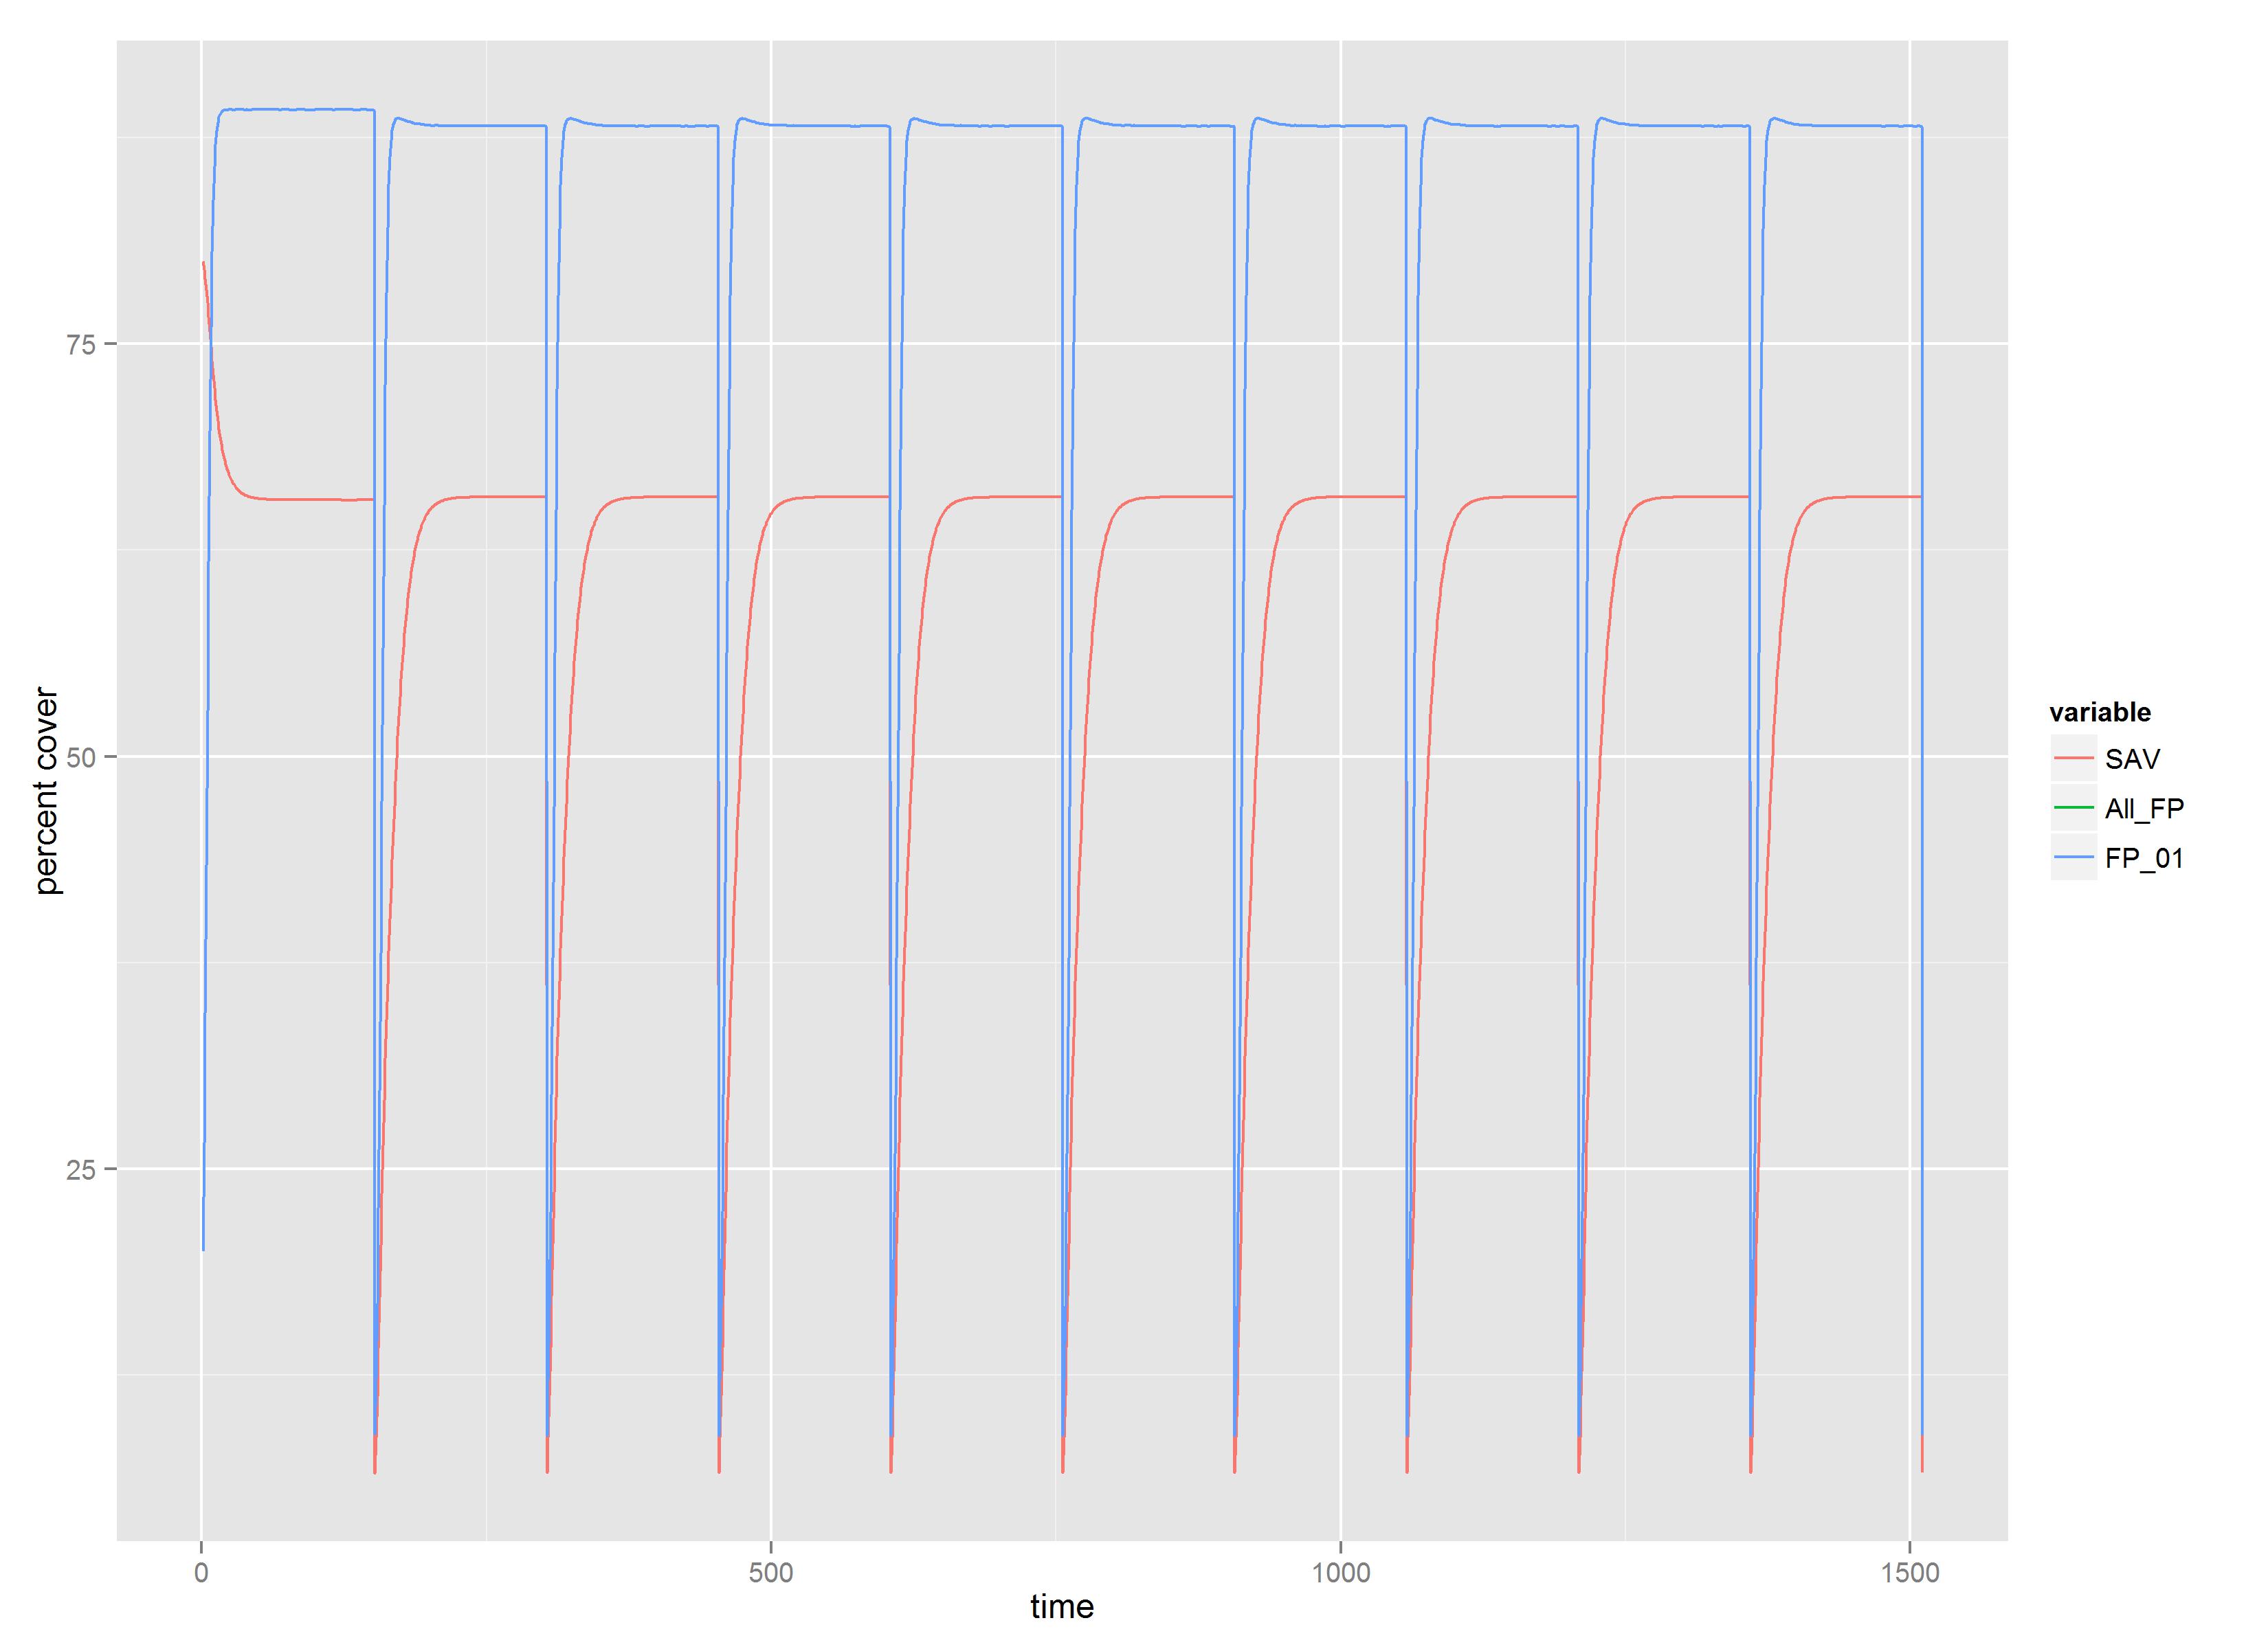 75
50
25
percent cover
0
500
1000
1500
time
variable
SAV
All_FP
FP_01